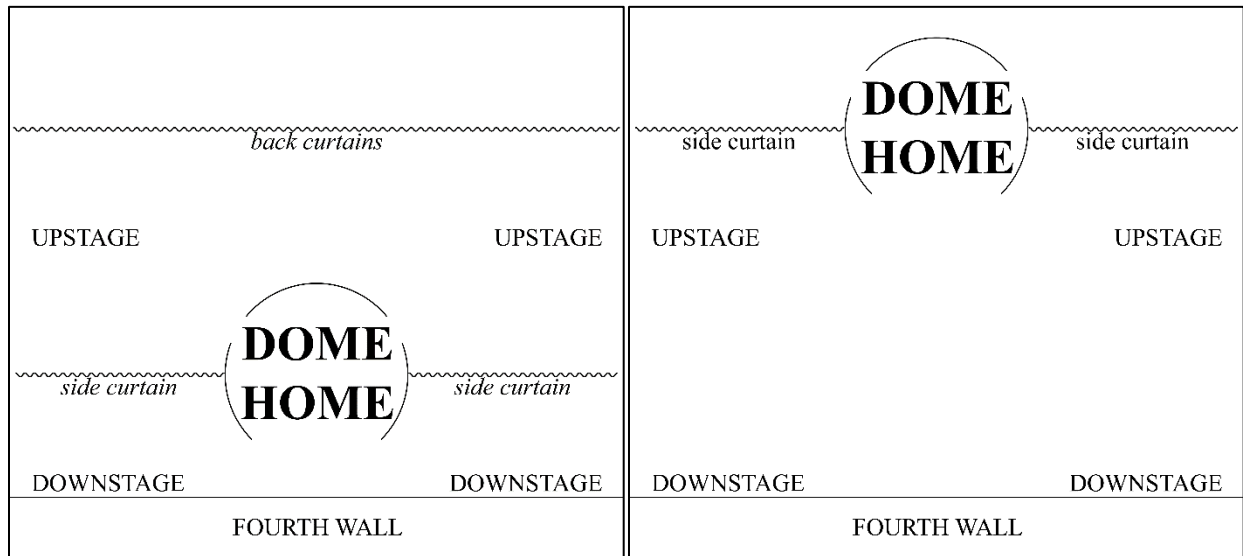 back curtains
UPSTAGE UPSTAGE
DOME
HOME
side curtain side curtain
DOWNSTAGE DOWNSTAGE
FOURTH WALL
DOME
HOME
side curtain side curtain
UPSTAGE UPSTAGE
DOWNSTAGE DOWNSTAGE
FOURTH WALL